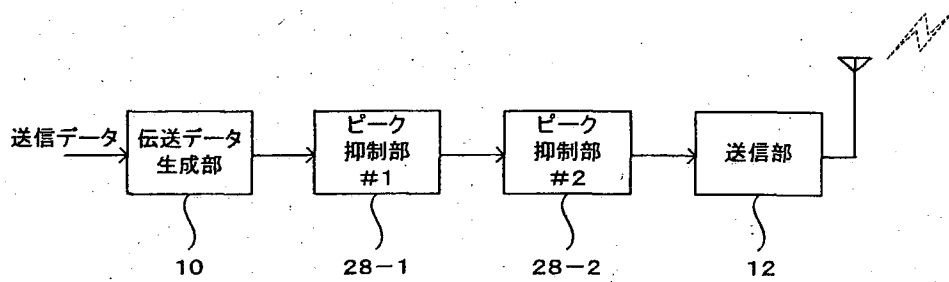 送信データ
伝送データ
生成部
ピーク
抑制部
#1
ピーク
抑制部
#2
送信部
10
28-1
28-2
12